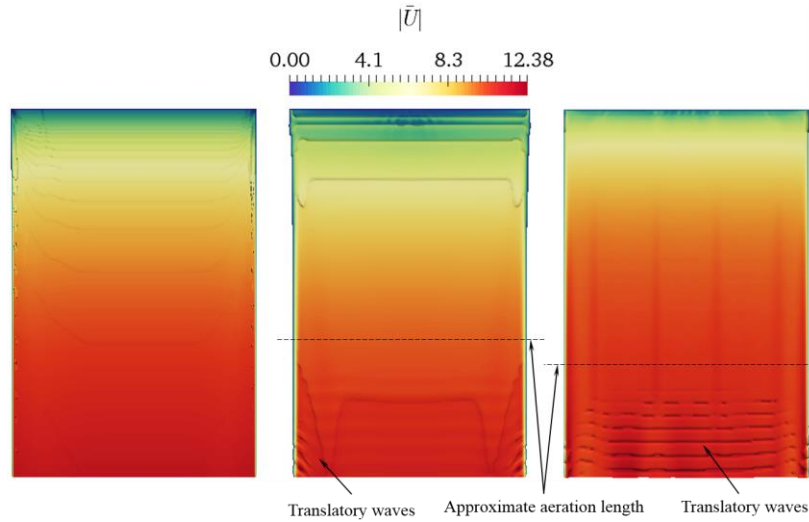 |Ū|
0.00 4.1 8.3 12.38
Translatory waves Approximate aeration length Translatory waves